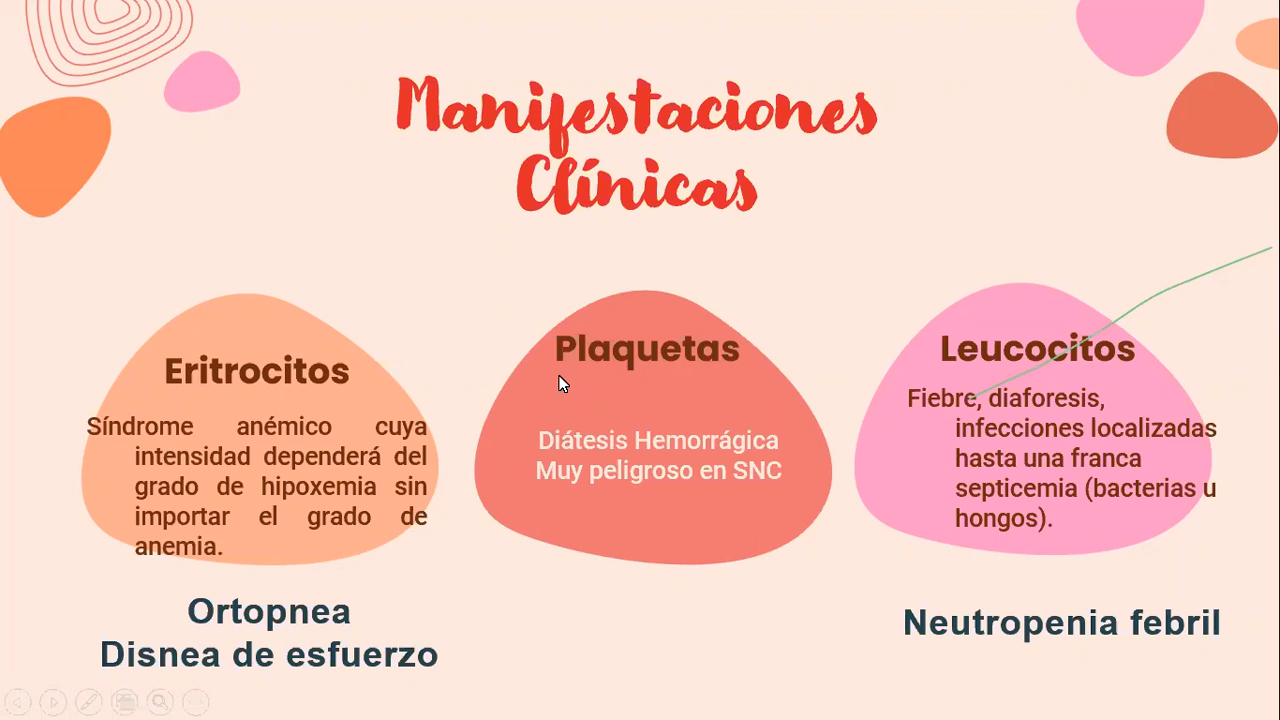 Manifestaciones
Clínicas
Eritrocitos
Síndrome anémico cuya
intensidad dependerá del
grado de hipoxemia sin
importar el grado de
anemia.
Ortopnea
Disnea de esfuerzo
Plaquetas
Diátesis Hemorrágica
Muy peligroso en SNC
Leucocitos
Fiebre, diaforesis,
infecciones localizadas
hasta una franca
septicemia (bacterias u
hongos).
Neutropenia febril